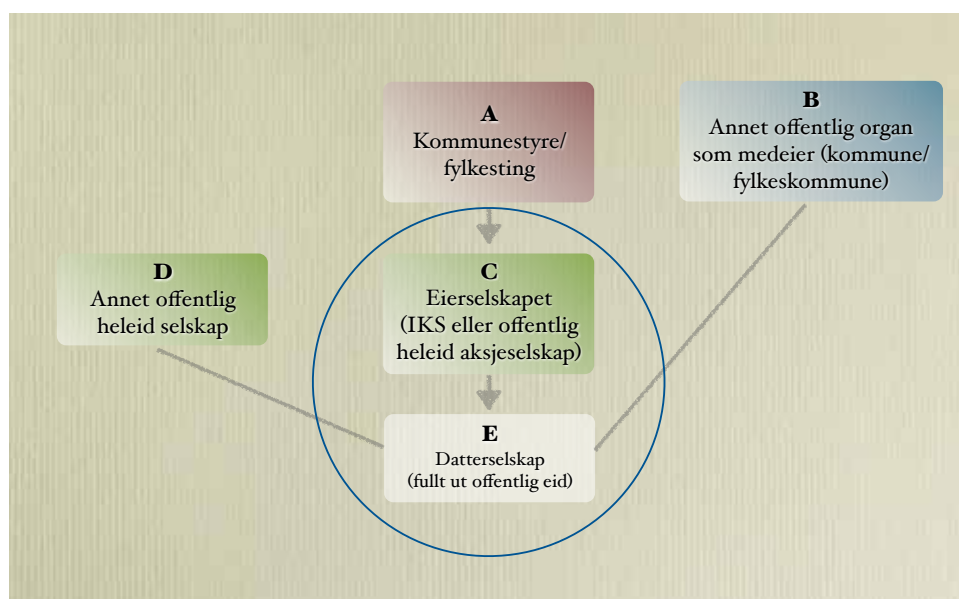 A
Kommunestyre/
fylkesting
B
Annet offentlig organ
som medeier (kommune/
fylkeskommune)
D
Annet offentlig
heleid selskap
C
Eierselskapet
(IKS eller offentlig
heleid aksjeselskap)
E
Datterselskap
(fullt ut offentlig eid)